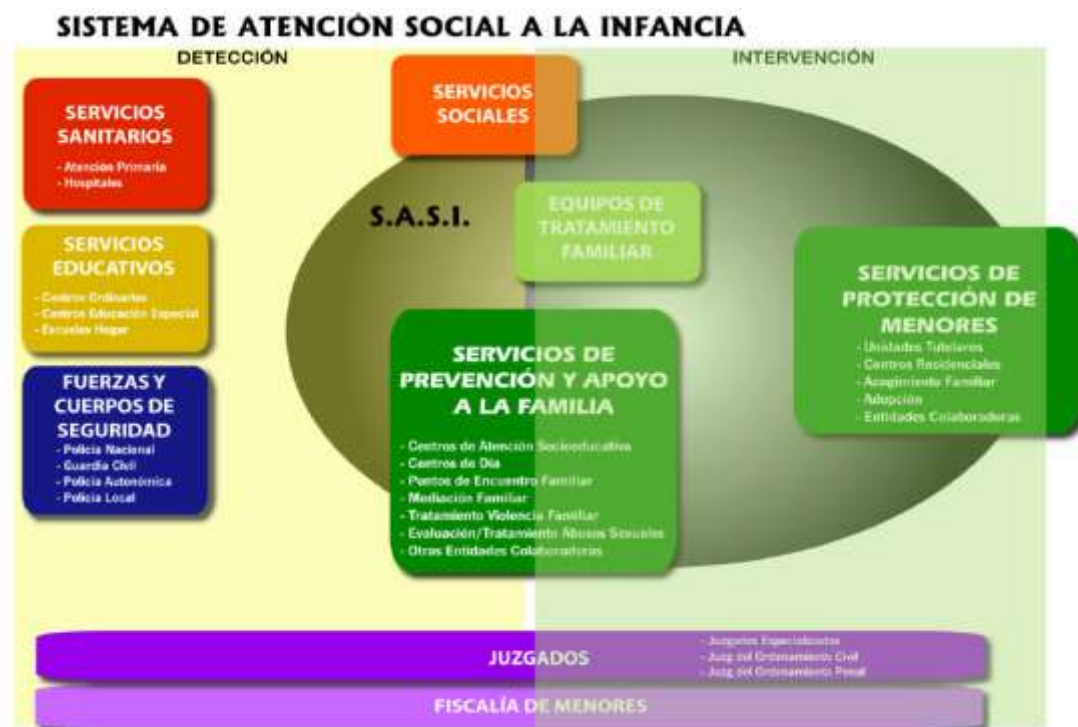 SISTEMA DE ATENCIÓN SOCIAL A LA INFANCIA
DETECCIÓN
INTERVENCIÓN
SERVICIOS
SANITARIOS
- Atención Primaria
- Hospitales
SERVICIOS
EDUCATIVOS
- Centros Ordinarios
- Centros Educación Especial
- Escuelas Hogar
FUERZAS Y
CUERPOS DE
SEGURIDAD
- Policía Nacional
- Guardia Civil
- Policía Autonómica
- Policía Local
SERVICIOS
SOCIALES
S.A.S.I.
EQUIPOS DE
TRATAMIENTO
FAMILIAR
SERVICIOS DE
PREVENCIÓN Y APOYO
A LA FAMILIA
- Centros de Atención Socioeducativa
- Centros de Día
- Puntos de Encuentro Familiar
- Mediación Familiar
- Tratamiento Violencia Familiar
- Evaluación/Tratamiento Abusos Sexuales
- Otras Entidades Colaboradoras
SERVICIOS DE
PROTECCIÓN DE
MENORES
- Unidades Tutelares
- Centros Residenciales
- Acogimiento Familiar
- Adopción
- Entidades Colaboradoras
JUZGADOS
- Juzgados Especializados
- Juzg del Ordenamiento Civil
- Juzg del Ordenamiento Penal
FISCALÍA DE MENORES